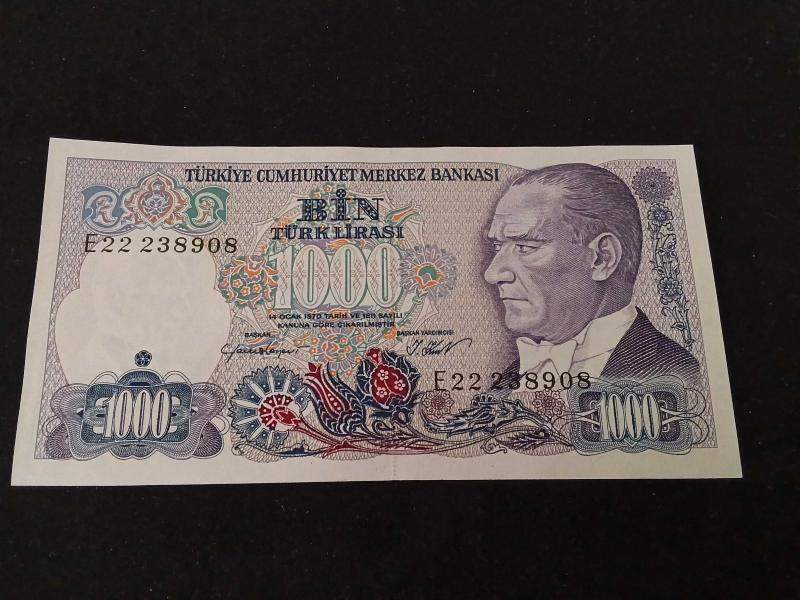 TÜRKİYE CUMHURİYET MERKEZ BANKASI
BİN
TÜRK LİRASI
E22 238908
1000
14 OCAK 1970 TARİH VE 1211 SAYILI
KANUNA GÖRE ÇIKARILMIŞTIR
BAŞKAN
BAŞKAN YARDIMCISI
E22 238908
1000
1000